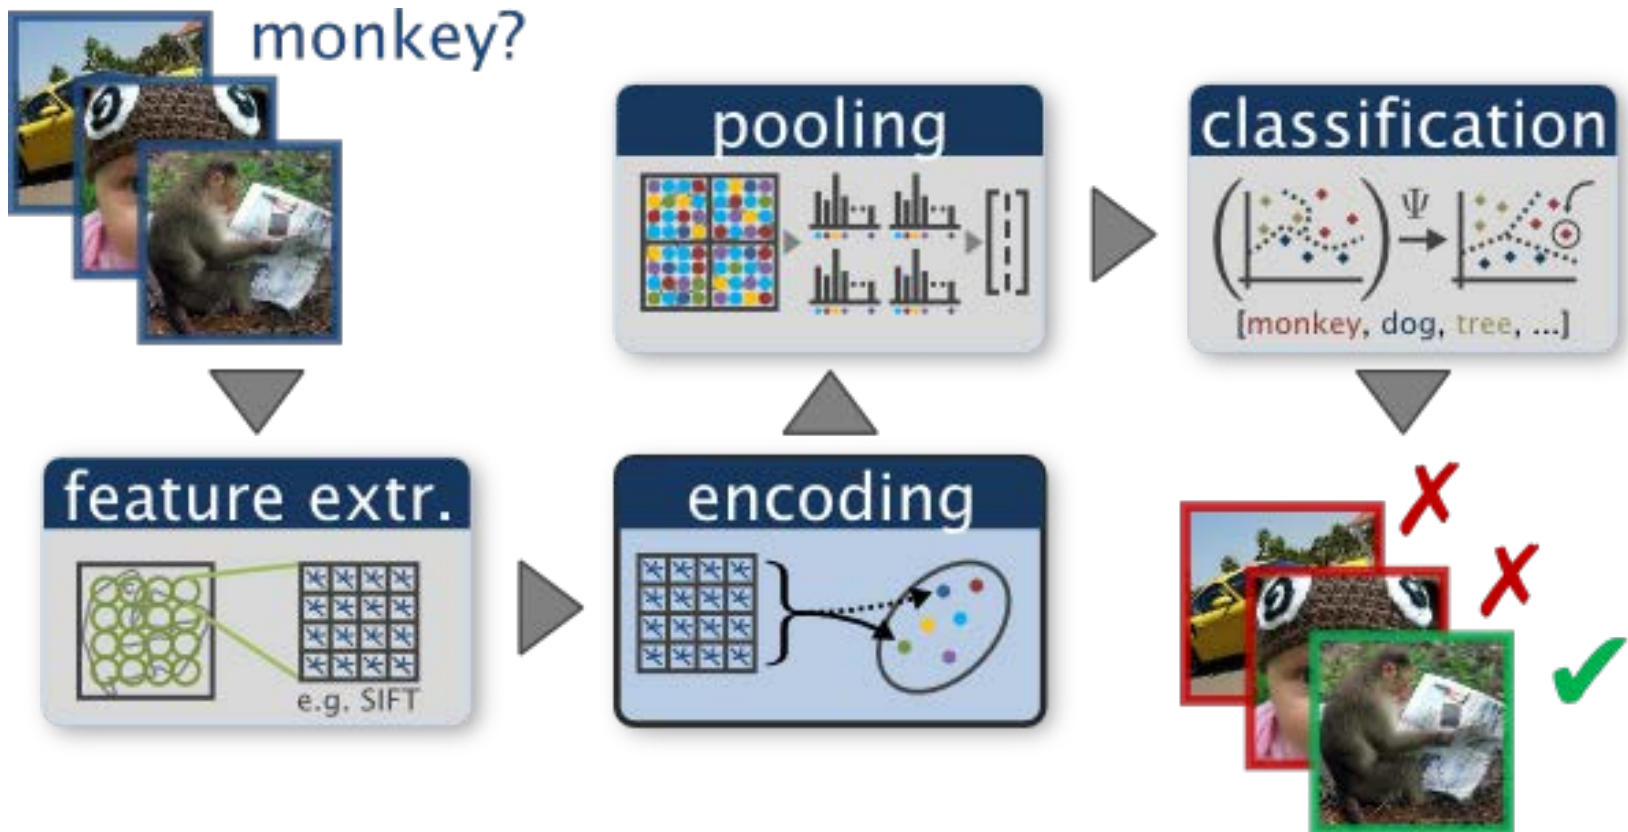 monkey?
feature extr.
e.g. SIFT
encoding
pooling
classification
Ψ
[monkey, dog, tree, ...]